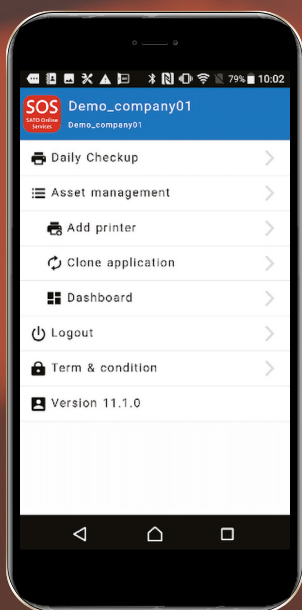 79% 10:02
SOS
SATO Online
Services
Demo_company01
Demo_company01
Daily Checkup
Asset management
Add printer
Clone application
Dashboard
Logout
Term & condition
Version 11.1.0